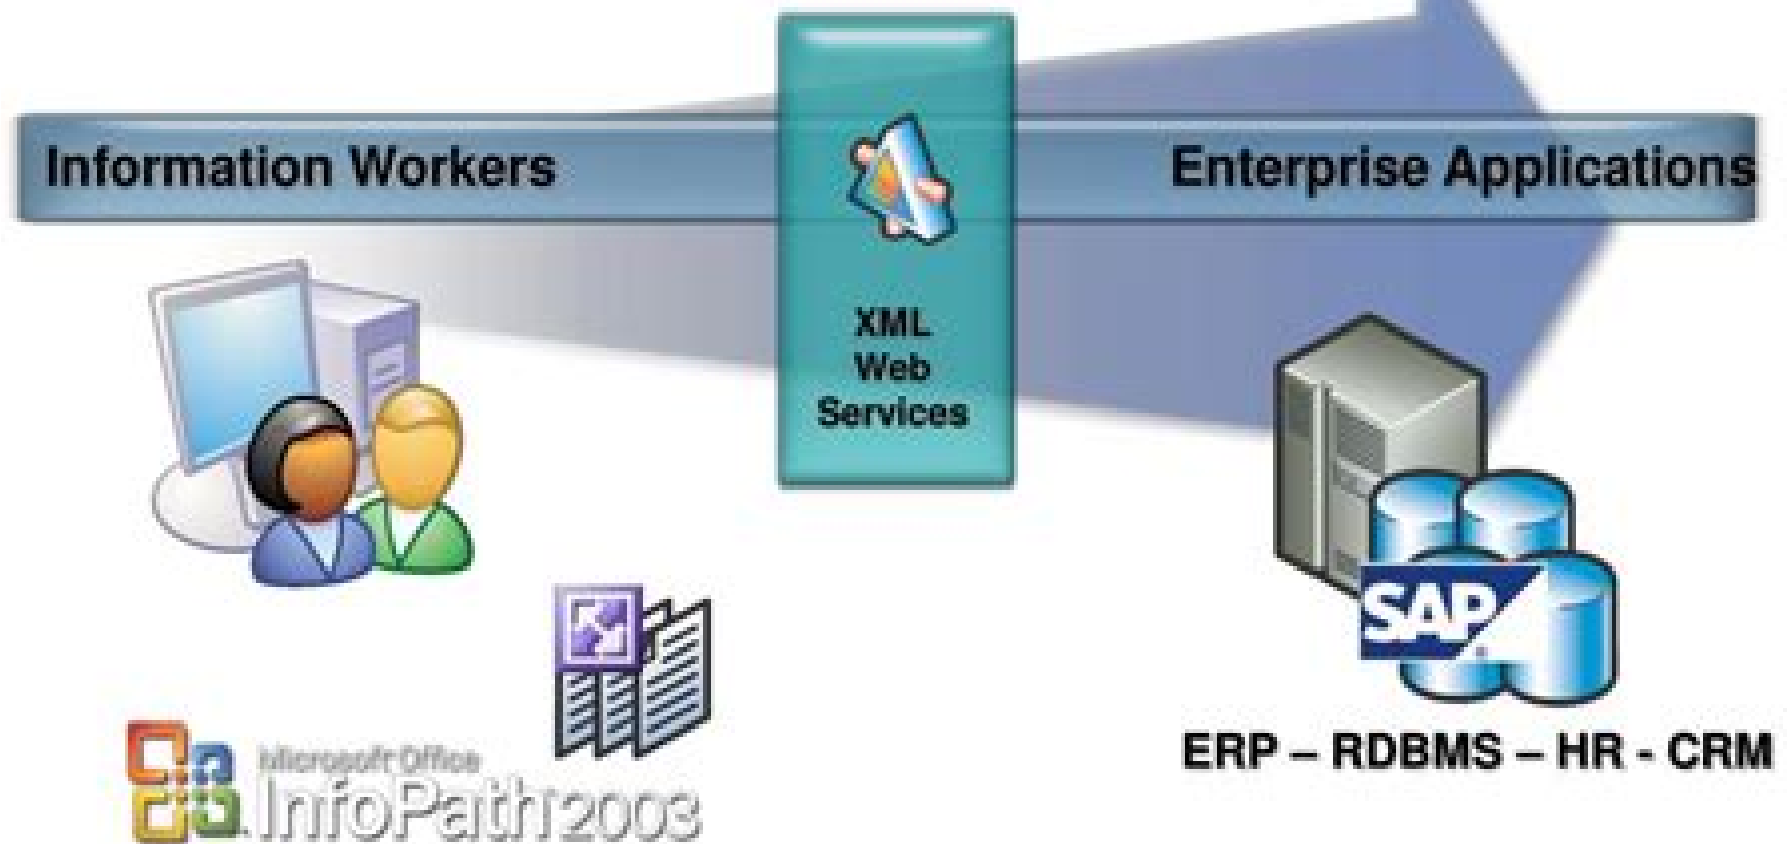 Information Workers
Enterprise Applications
XML
Web
Services
SAP
ERP – RDBMS – HR - CRM
Microsoft Office
InfoPath 2003